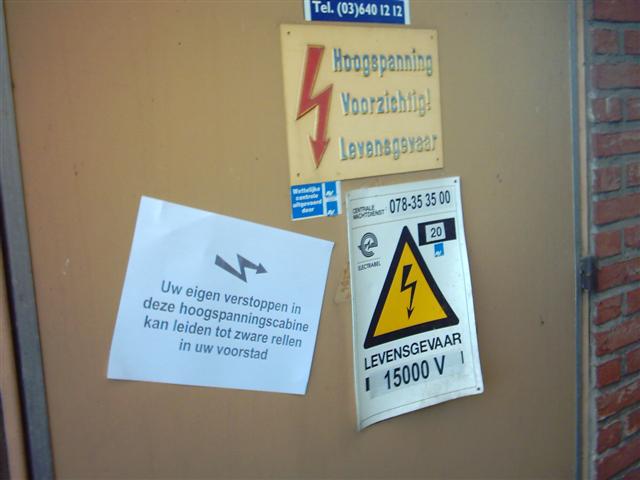 Tel. (03)640 12 12
Hoogspanning
Voorzichtig!
Levensgevaar
Wettelijke
controle
uitgevoerd
door
CENTRALE
WACHTDIENST
078-35 35 00
20
ELECTRABEL
LEVENSGEVAAR
15000 V
Uw eigen verstoppen in
deze hoogspanningscabine
kan leiden tot zware rellen
in uw voorstad